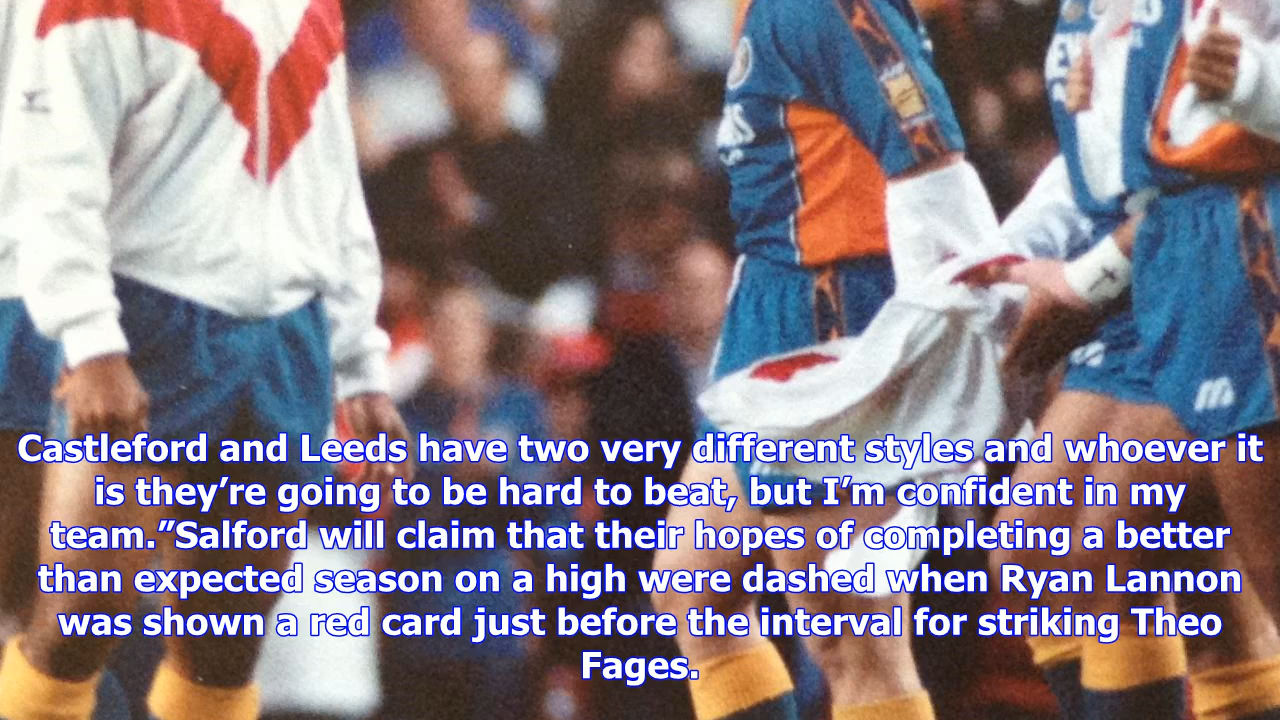 Castleford and Leeds have two very different styles and whoever it
is they’re going to be hard to beat, but I’m confident in my
team.”Salford will claim that their hopes of completing a better
than expected season on a high were dashed when Ryan Lannon
was shown a red card just before the interval for striking Theo
Fages.